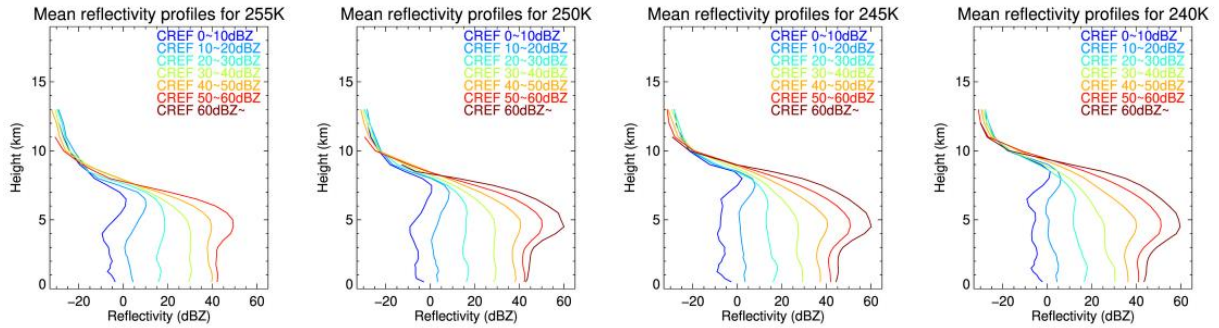 Mean reflectivity profiles for 255K
CREF 0~10dBZ
CREF 10~20dBZ
CREF 20~30dBZ
CREF 30~40dBZ
CREF 40~50dBZ
CREF 50~60dBZ
CREF 60dBZ~
15
10
5
0
Height (km)
-20 0 20 40 60
Reflectivity (dBZ)
Mean reflectivity profiles for 250K
CREF 0~10dBZ
CREF 10~20dBZ
CREF 20~30dBZ
CREF 30~40dBZ
CREF 40~50dBZ
CREF 50~60dBZ
CREF 60dBZ~
15
10
5
0
Height (km)
-20 0 20 40 60
Reflectivity (dBZ)
Mean reflectivity profiles for 245K
CREF 0~10dBZ
CREF 10~20dBZ
CREF 20~30dBZ
CREF 30~40dBZ
CREF 40~50dBZ
CREF 50~60dBZ
CREF 60dBZ~
15
10
5
0
Height (km)
-20 0 20 40 60
Reflectivity (dBZ)
Mean reflectivity profiles for 240K
CREF 0~10dBZ
CREF 10~20dBZ
CREF 20~30dBZ
CREF 30~40dBZ
CREF 40~50dBZ
CREF 50~60dBZ
CREF 60dBZ~
15
10
5
0
Height (km)
-20 0 20 40 60
Reflectivity (dBZ)